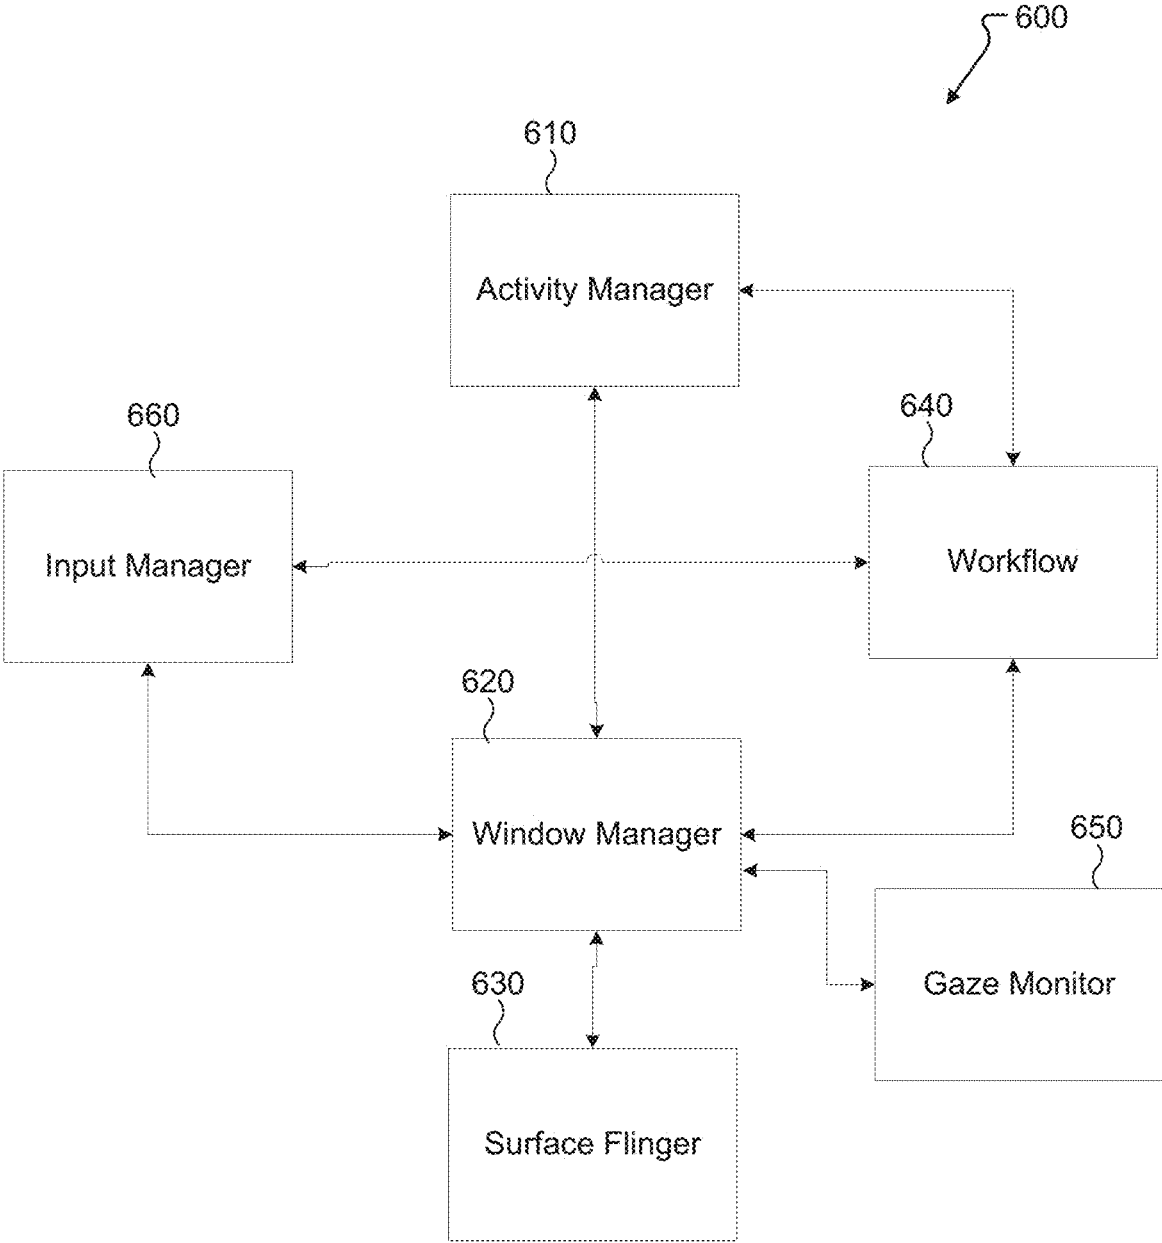 600
610
Activity Manager
660
640
Input Manager
Workflow
620
Window Manager
650
630
Gaze Monitor
Surface Flinger